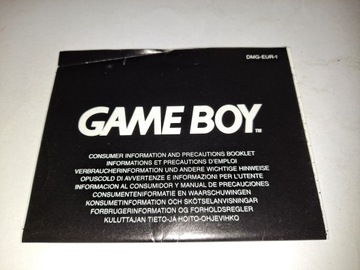 DMG-EUR-1
GAME BOY™
CONSUMER INFORMATION AND PRECAUTIONS BOOKLET
INFORMATIONS ET PRECAUTIONS D'EMPLOI
VERBRAUCHERINFORMATION UND ANDERE WICHTIGE HINWEISE
OPUSCOLO DI AVVERTENZE E INFORMAZIONI PER L'UTENTE
INFORMACION AL CONSUMIDOR Y MANUAL DE PRECAUCIONES
CONSUMENTENINFORMATIE EN WAARSCHUWINGEN
KONSUMETINFORMATION OCH SKÖTSELANVISNINGAR
FORBRUGERINFORMATION OG FORHOLDSREGLER
KULUTTAJAN TIETO-JA HOITO-OHJEVIHKO